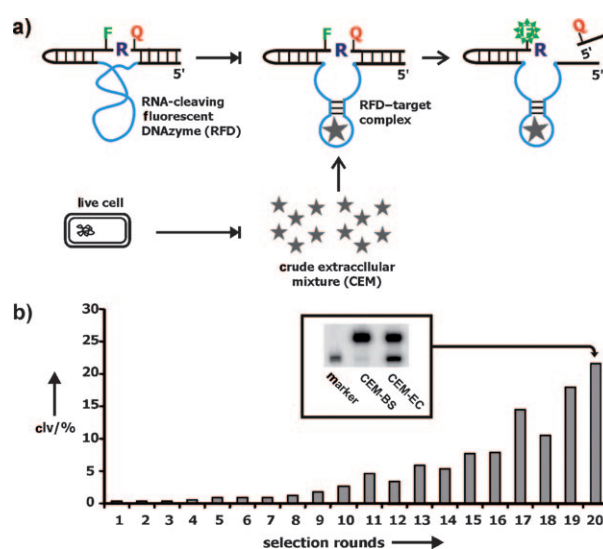 a)
F R Q
5'
RNA-cleaving
fluorescent
DNAzyme (RFD)
F R Q
5'
RFD–target
complex
F R Q
5'
5'
live cell
crude extraccllular
mixture (CEM)
b)
30
25
20
15
10
5
0
clv/%
marker
CEM-BS
CEM-EC
1 2 3 4 5 6 7 8 9 10 11 12 13 14 15 16 17 18 19 20
selection rounds